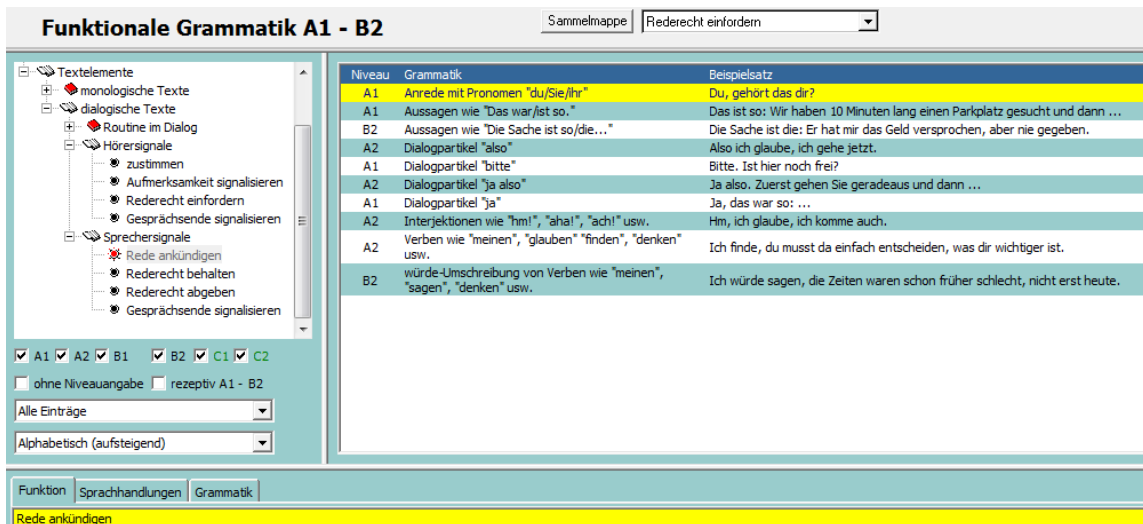 Funktionale Grammatik A1 - B2
Sammelmappe
Rederecht einfordern
Textelemente
monologische Texte
dialogische Texte
Routine im Dialog
Hörersignale
zustimmen
Aufmerksamkeit signalisieren
Rederecht einfordern
Gesprächsende signalisieren
Sprechersignale
Rede ankündigen
Rederecht behalten
Rederecht abgeben
Gesprächsende signalisieren
A1 A2 B1 B2 C1 C2
ohne Niveauangabe rezeptiv A1 - B2
Alle Einträge
Alphabetisch (aufsteigend)
Niveau Grammatik Beispielsatz
A1 Anrede mit Pronomen "du/Sie/ihr" Du, gehört das dir?
A1 Aussagen wie "Das war/ist so." Das ist so: Wir haben 10 Minuten lang einen Parkplatz gesucht und dann ...
B2 Aussagen wie "Die Sache ist so/die..." Die Sache ist die: Er hat mir das Geld versprochen, aber nie gegeben.
A2 Dialogpartikel "also" Also ich glaube, ich gehe jetzt.
A1 Dialogpartikel "bitte" Bitte. Ist hier noch frei?
A2 Dialogpartikel "ja also" Ja also. Zuerst gehen Sie geradeaus und dann ...
A1 Dialogpartikel "ja" Ja, das war so: ...
A2 Interjektionen wie "hm!", "aha!", "ach!" usw. Hm, ich glaube, ich komme auch.
A2 Verben wie "meinen", "glauben" "finden", "denken" Ich finde, du musst da einfach entscheiden, was dir wichtiger ist.
usw.
B2 würde-Umschreibung von Verben wie "meinen", Ich würde sagen, die Zeiten waren schon früher schlecht, nicht erst heute.
"sagen", "denken" usw.
Funktion Sprachhandlungen Grammatik
Rede ankündigen